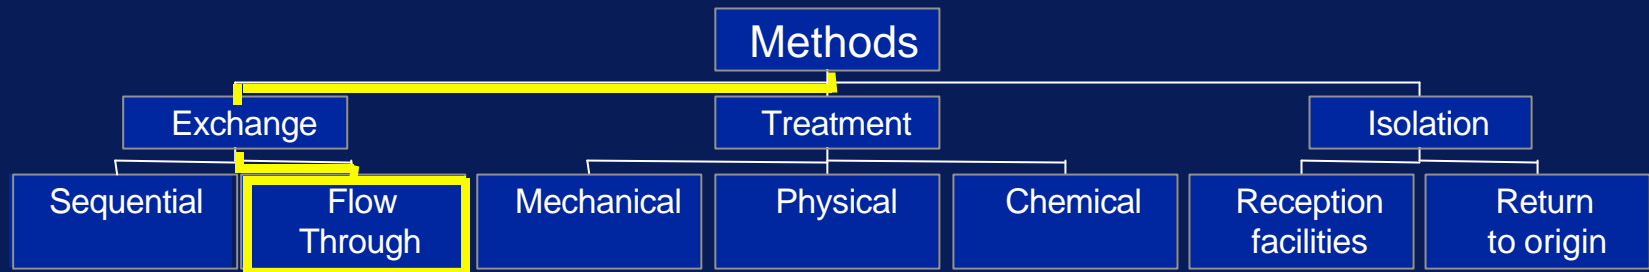 Methods
Exchange
Treatment
Isolation
Sequential
Flow
Through
Mechanical
Physical
Chemical
Reception
facilities
Return
to origin